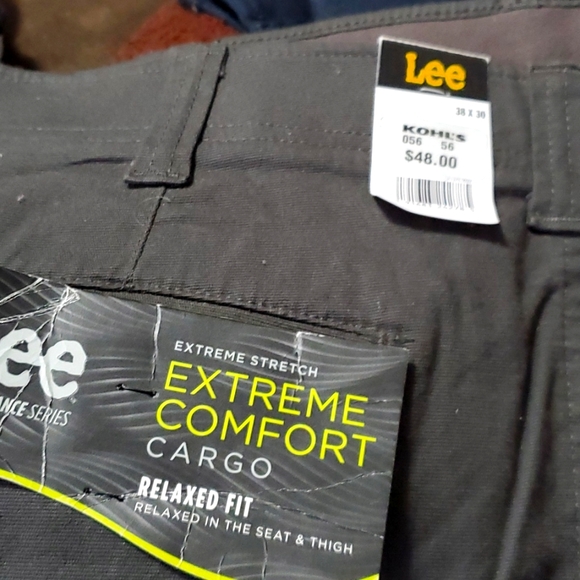 Lee
38 X 30
KOHL'S
056 56
$48.00
ee
ANCE SERIES
EXTREME STRETCH
EXTREME
COMFORT
CARGO
RELAXED FIT
RELAXED IN THE SEAT & THIGH